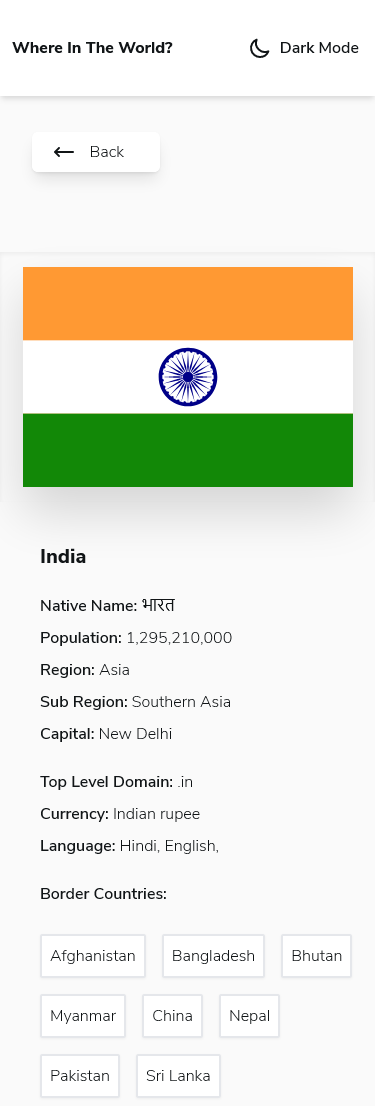 Where In The World?
Dark Mode
Back
India
Native Name: भारत
Population: 1,295,210,000
Region: Asia
Sub Region: Southern Asia
Capital: New Delhi
Top Level Domain: .in
Currency: Indian rupee
Language: Hindi, English,
Border Countries:
Afghanistan Bangladesh Bhutan
Myanmar China Nepal
Pakistan Sri Lanka